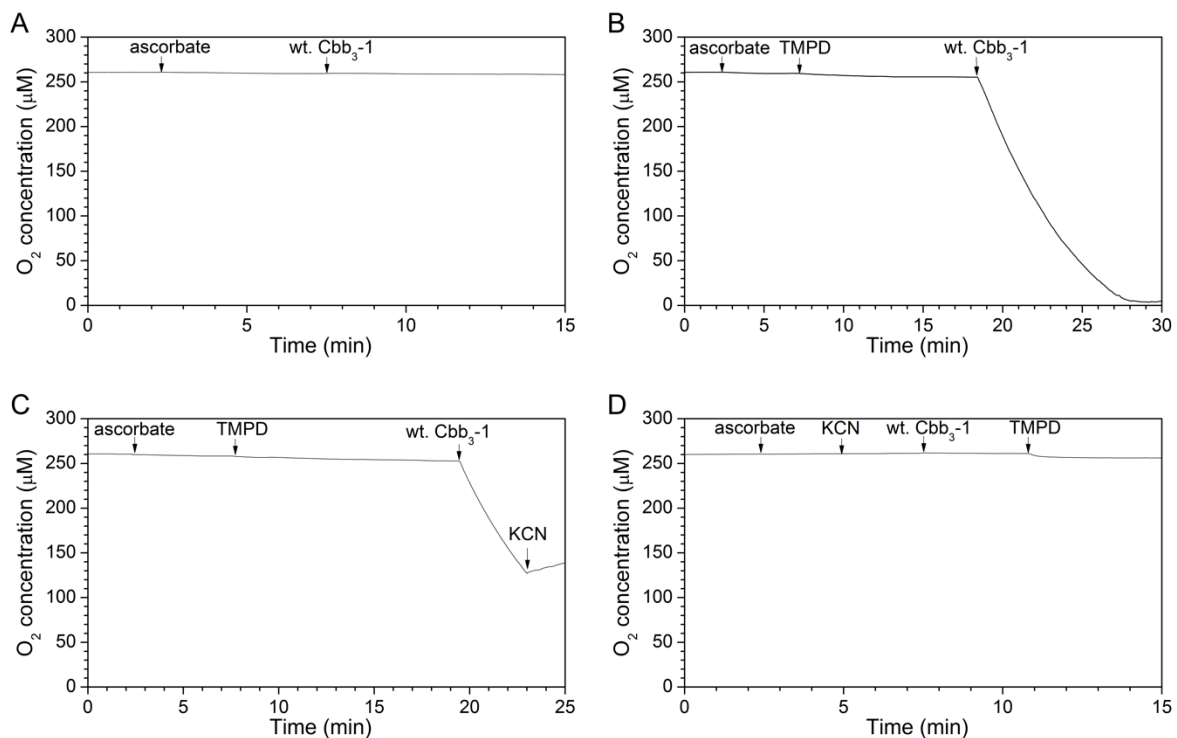 A
ascorbate wt. Cbb₃-1
O₂ concentration (µM)
300
250
200
150
100
50
0
0 5 10 15
Time (min)
B
ascorbate TMPD wt. Cbb₃-1
O₂ concentration (µM)
300
250
200
150
100
50
0
0 5 10 15 20 25 30
Time (min)
C
ascorbate TMPD wt. Cbb₃-1
KCN
O₂ concentration (µM)
300
250
200
150
100
50
0
0 5 10 15 20 25
Time (min)
D
ascorbate KCN wt. Cbb₃-1 TMPD
O₂ concentration (µM)
300
250
200
150
100
50
0
0 5 10 15
Time (min)